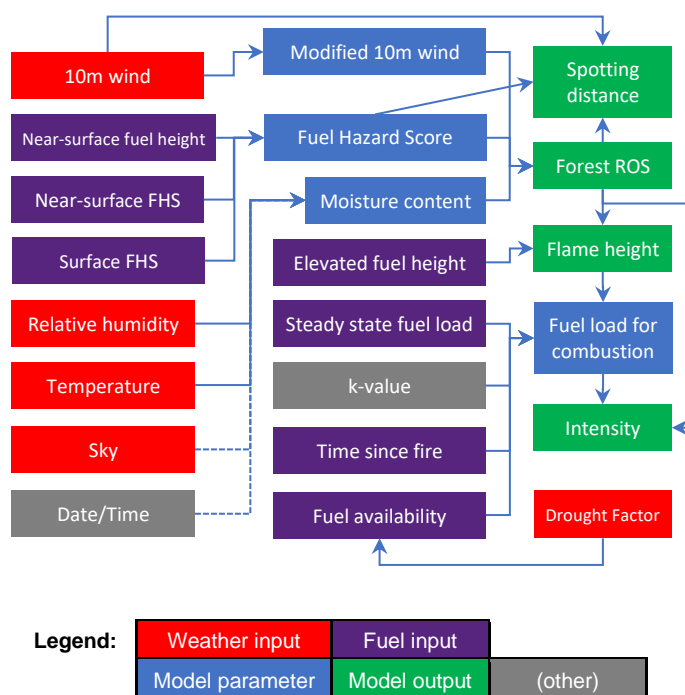 10m wind
Modified 10m wind
Spotting
distance
Near-surface fuel height
Fuel Hazard Score
Near-surface FHS
Moisture content
Forest ROS
Surface FHS
Elevated fuel height
Flame height
Relative humidity
Steady state fuel load
Fuel load for
combustion
Temperature
k-value
Sky
Time since fire
Intensity
Date/Time
Fuel availability
Drought Factor
Legend:
Weather input
Fuel input
Model parameter
Model output
(other)